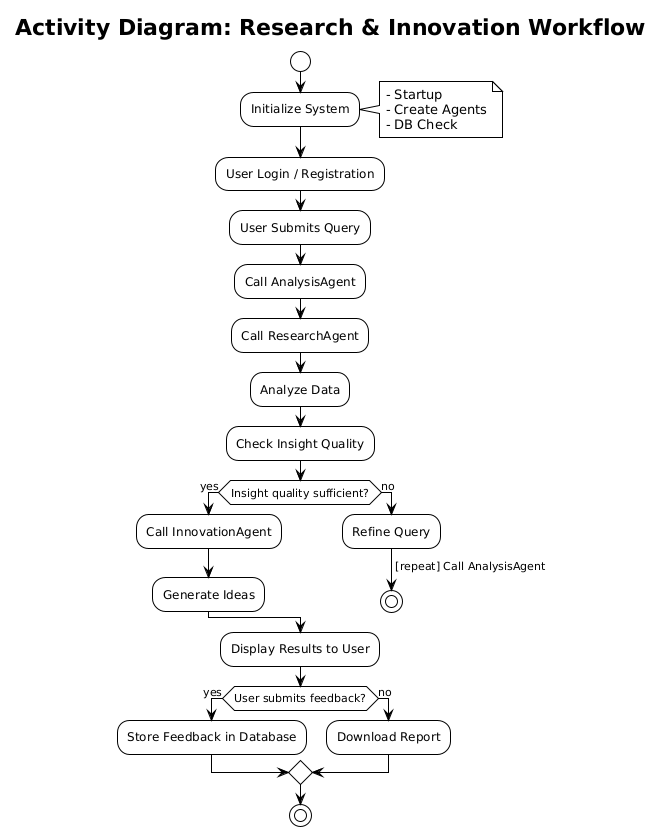 Activity Diagram: Research & Innovation Workflow
Initialize System
- Startup
- Create Agents
- DB Check
User Login / Registration
User Submits Query
Call AnalysisAgent
Call ResearchAgent
Analyze Data
Check Insight Quality
yes
Insight quality sufficient?
no
Call InnovationAgent
Refine Query
[repeat] Call AnalysisAgent
Generate Ideas
Display Results to User
yes
User submits feedback?
no
Store Feedback in Database
Download Report